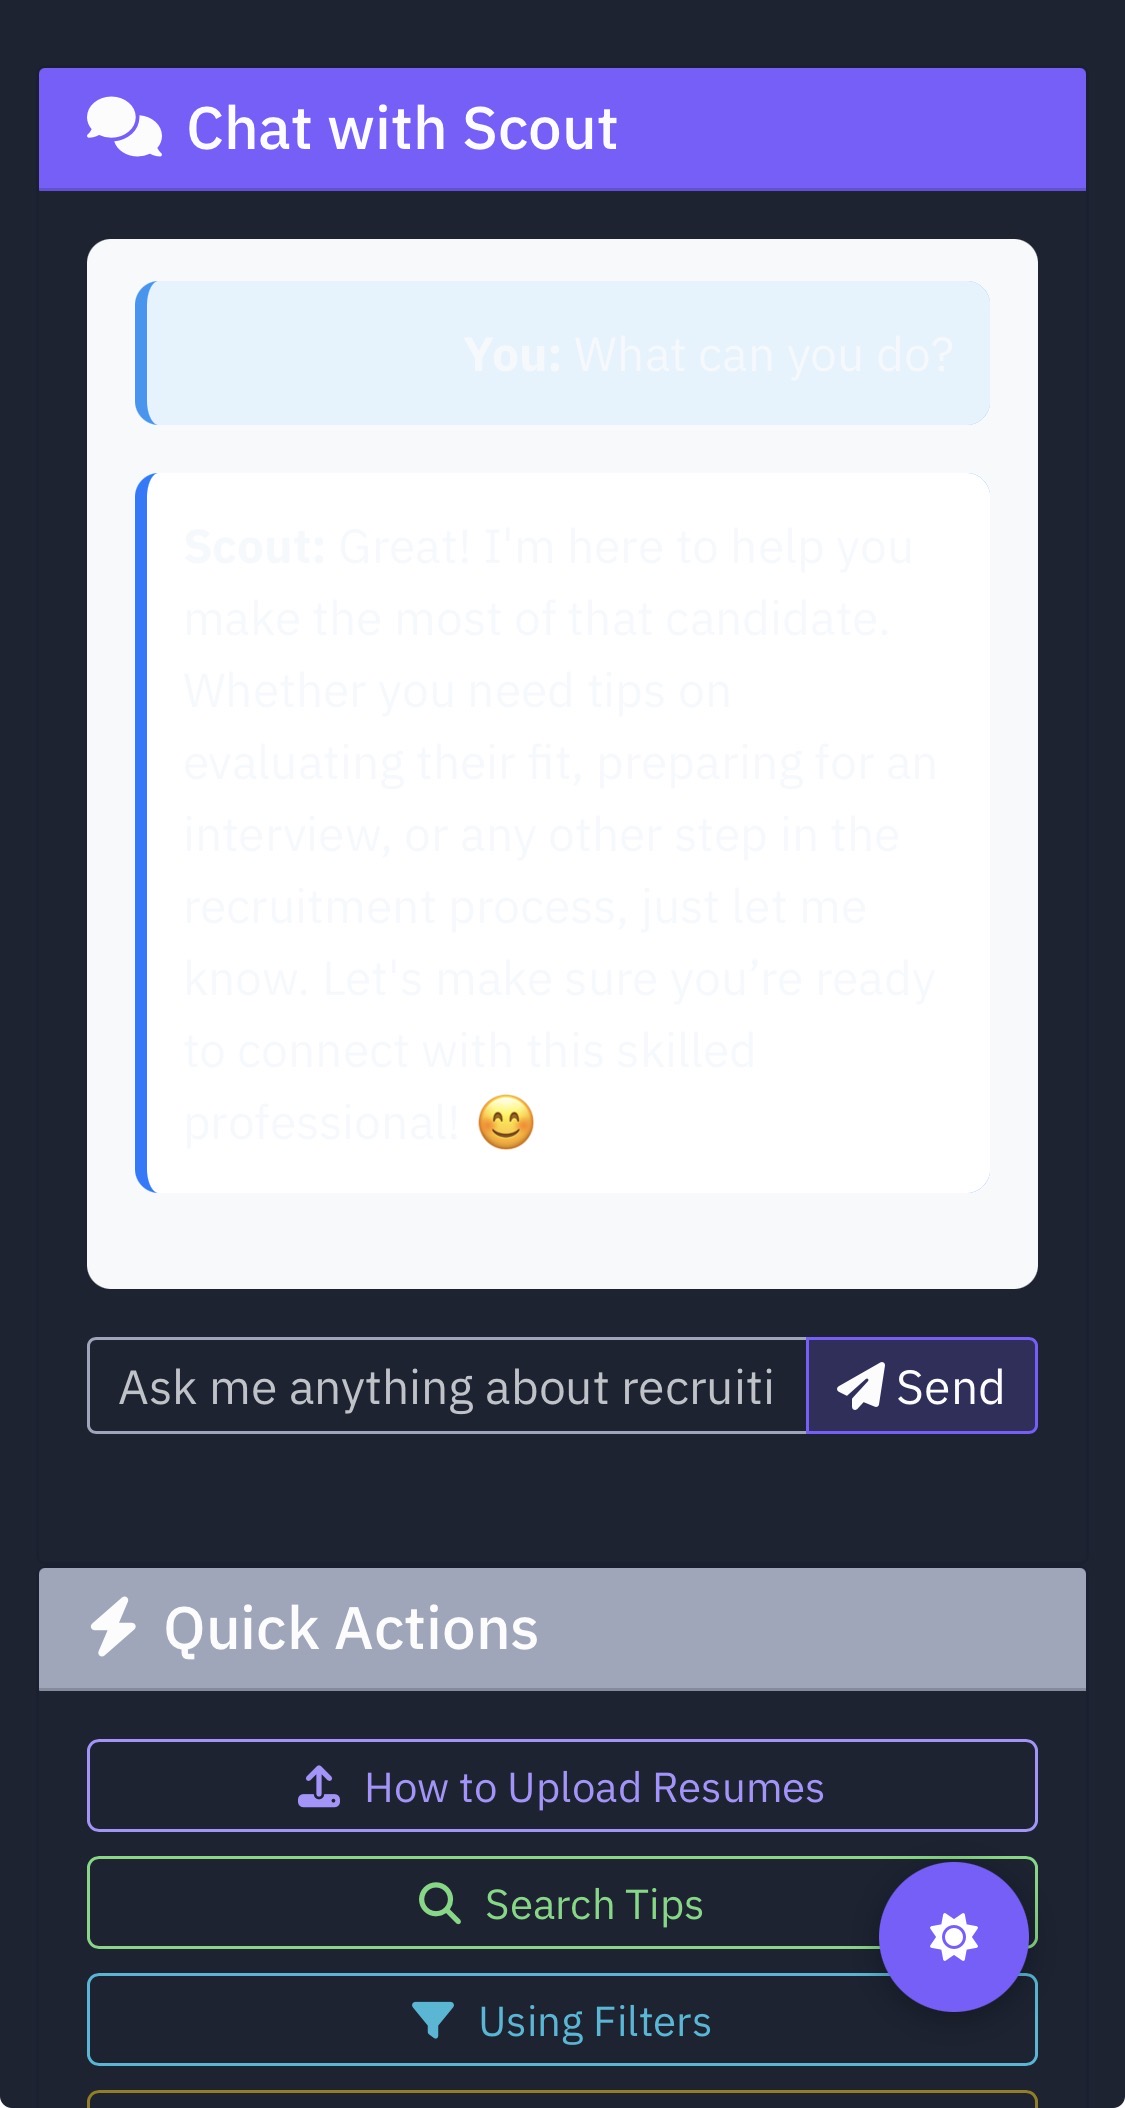 Chat with Scout
You: What can you do?
Scout: Great! I'm here to help you
make the most of that candidate.
Whether you need tips on
evaluating their fit, preparing for an
interview, or any other step in the
recruitment process, just let me
know. Let's make sure you’re ready
to connect with this skilled
professional! 😊
Ask me anything about recruiti
Send
Quick Actions
How to Upload Resumes
Search Tips
Using Filters